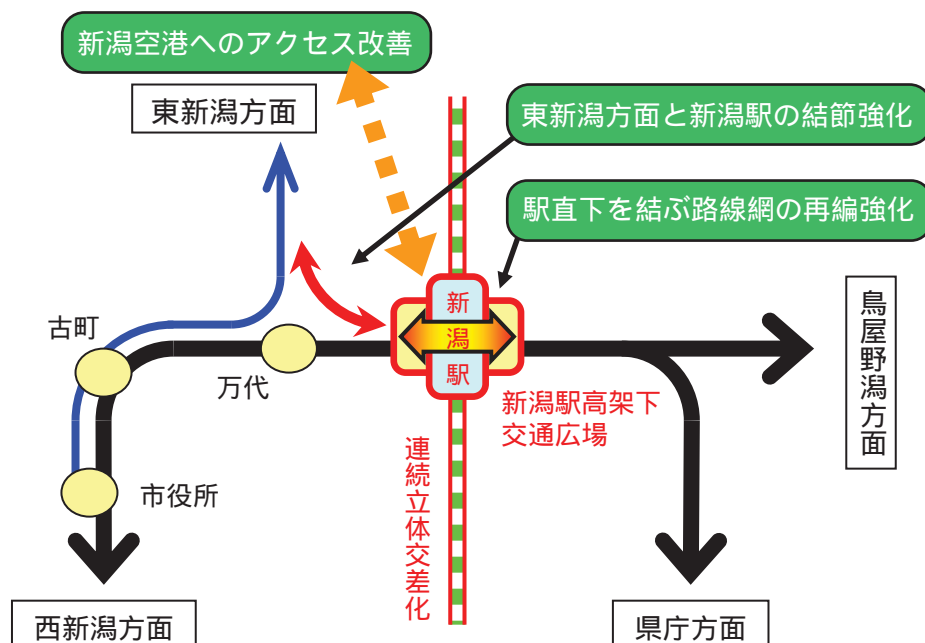 新潟空港へのアクセス改善
東新潟方面
東新潟方面と新潟駅の結節強化
駅直下を結ぶ路線網の再編強化
新
潟
駅
鳥屋野潟方面
古町
万代
新潟駅高架下
交通広場
連続立体交差化
市役所
西新潟方面
県庁方面